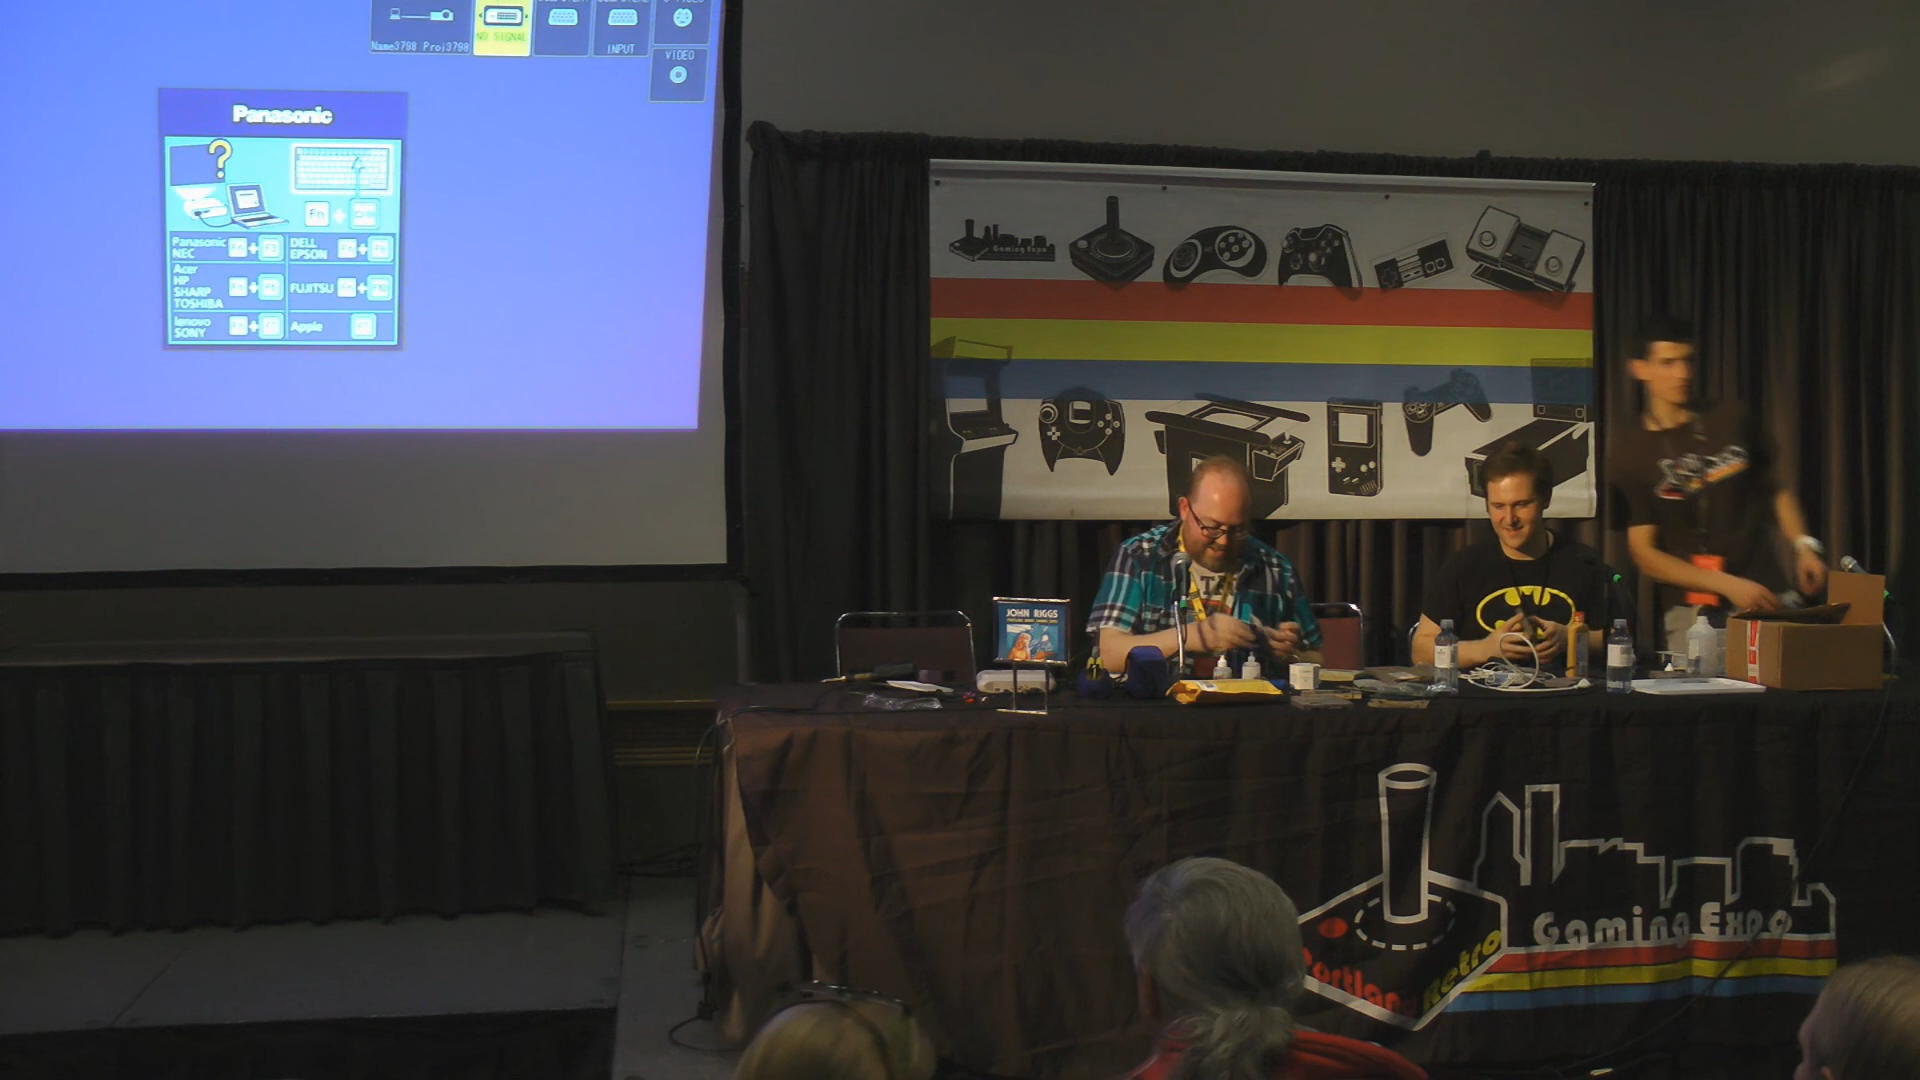 Name3798 Proj3798
NO SIGNAL
INPUT
VIDEO
Panasonic
?
Fn +
Panasonic
NEC
+
DELL
EPSON
+
Acer
HP
SHARP
TOSHIBA
+
FUJITSU
+
lenovo
SONY
+
Apple
Gaming Expo
JOHN RIGGS
Portland Retro
Gaming Expo